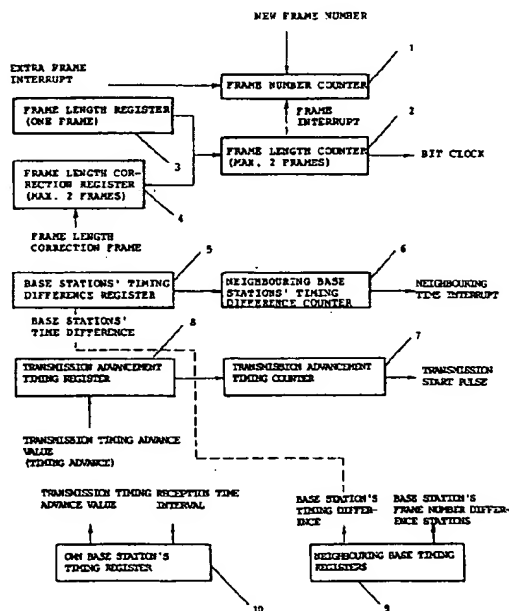 NEW FRAME NUMBER
1
EXTRA FRAME
INTERRUPT
FRAME NUMBER COUNTER
FRAME LENGTH REGISTER
(ONE FRAME)
FRAME
INTERRUPT
2
3
FRAME LENGTH COUNTER
(MAX. 2 FRAMES)
BIT CLOCK
FRAME LENGTH COR-
RECTION REGISTER
(MAX. 2 FRAMES)
4
FRAME LENGTH
CORRECTION FRAME
5
6
BASE STATIONS' TIMING
DIFFERENCE REGISTER
NEIGHBOURING BASE
STATIONS' TIMING
DIFFERENCE COUNTER
NEIGHBOURING
TIME INTERRUPT
BASE STATIONS'
TIME DIFFERENCE
8
7
TRANSMISSION ADVANCEMENT
TIMING REGISTER
TRANSMISSION ADVANCEMENT
TIMING COUNTER
TRANSMISSION
START PULSE
TRANSMISSION TIMING ADVANCE
VALUE
(TIMING ADVANCE)
TRANSMISSION TIMING
ADVANCE VALUE
RECEPTION TIME
INTERVAL
BASE STATION'S
TIMING DIFFER-
ENCE
BASE STATION'S
FRAME NUMBER DIFFER-
ENCE STATIONS
OWN BASE STATION'S
TIMING REGISTER
NEIGHBOURING BASE TIMING
REGISTERS
10
9